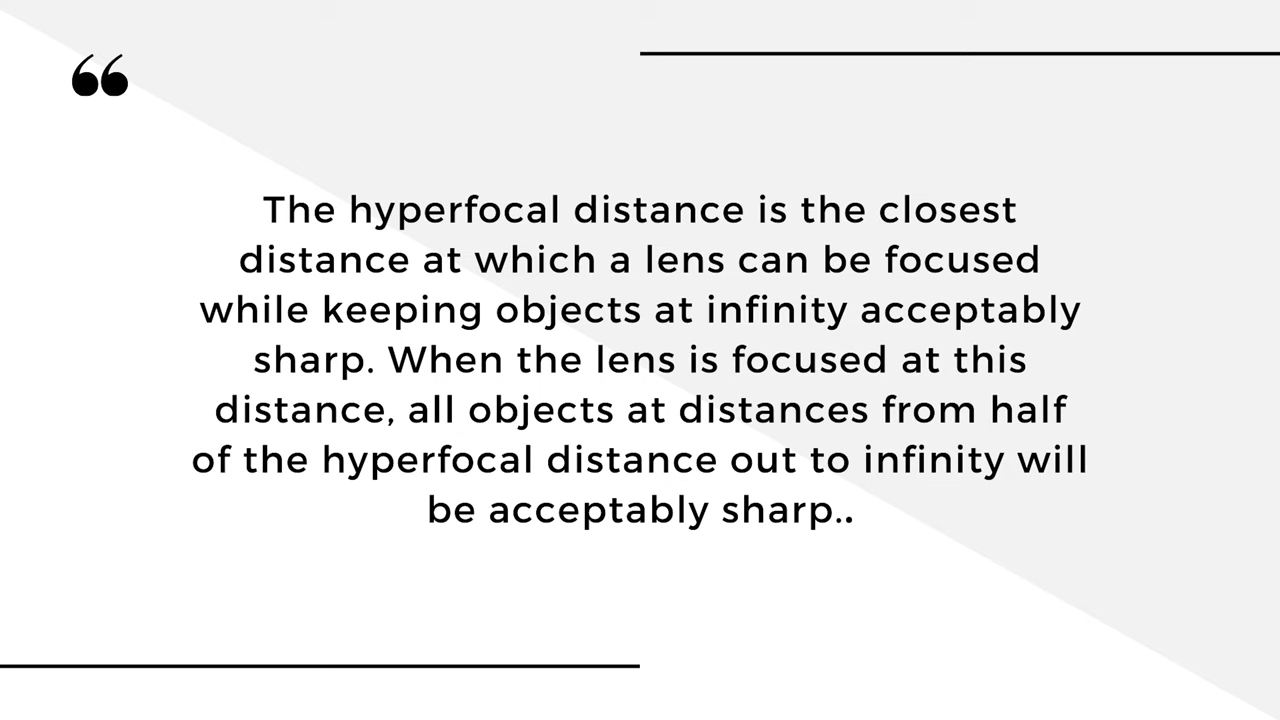 “
The hyperfocal distance is the closest
distance at which a lens can be focused
while keeping objects at infinity acceptably
sharp. When the lens is focused at this
distance, all objects at distances from half
of the hyperfocal distance out to infinity will
be acceptably sharp..